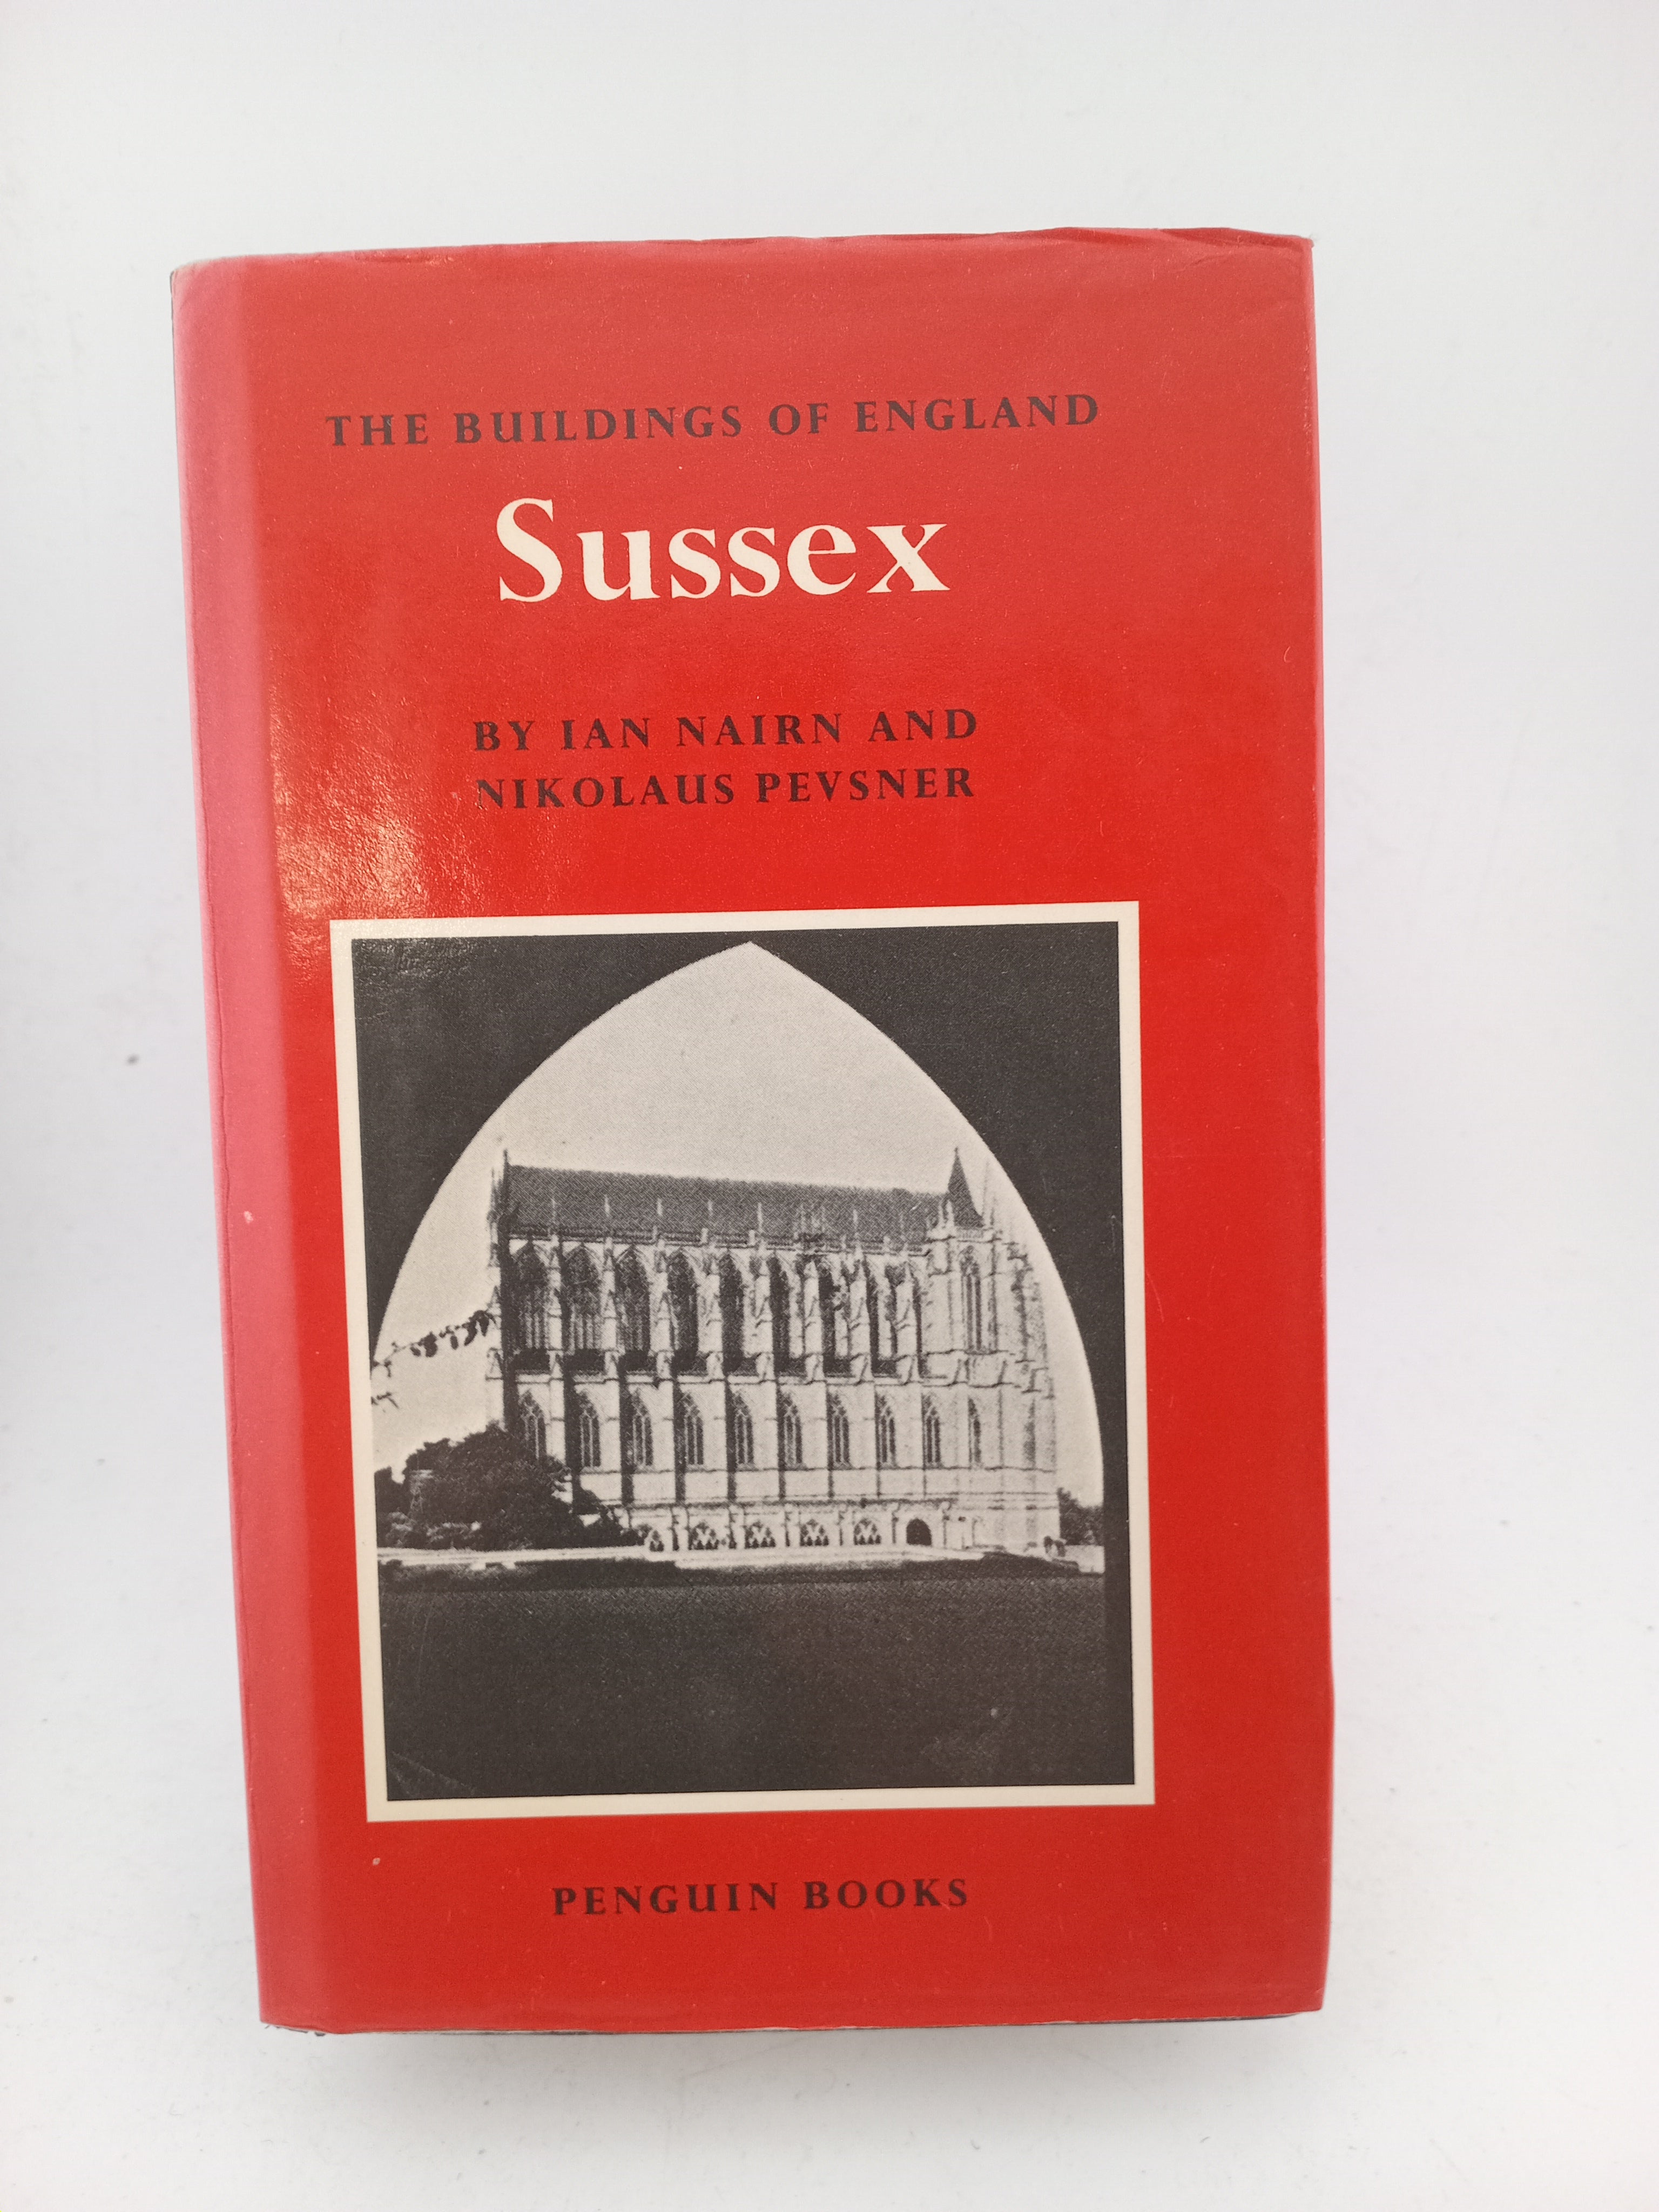 THE BUILDINGS OF ENGLAND
Sussex
BY IAN NAIRN AND
NIKOLAUS PEVSNER
PENGUIN BOOKS